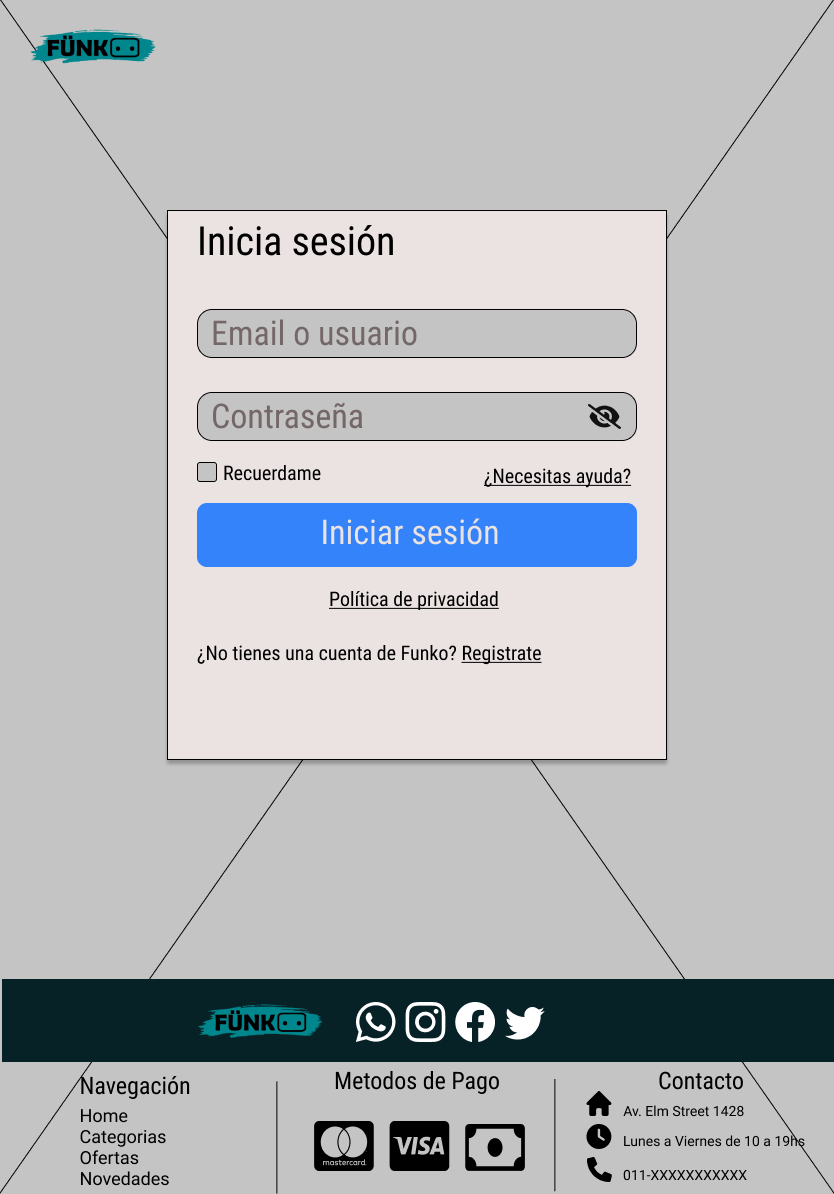 FÜNK
Inicia sesión
Email o usuario
Contraseña
Recuerdame
¿Necesitas ayuda?
Iniciar sesión
Política de privacidad
¿No tienes una cuenta de Funko? Registrate
FÜNK
Navegación
Home
Categorias
Ofertas
Novedades
Metodos de Pago
mastercard.
VISA
Contacto
Av. Elm Street 1428
Lunes a Viernes de 10 a 19hs
011-XXXXXXXXXXX